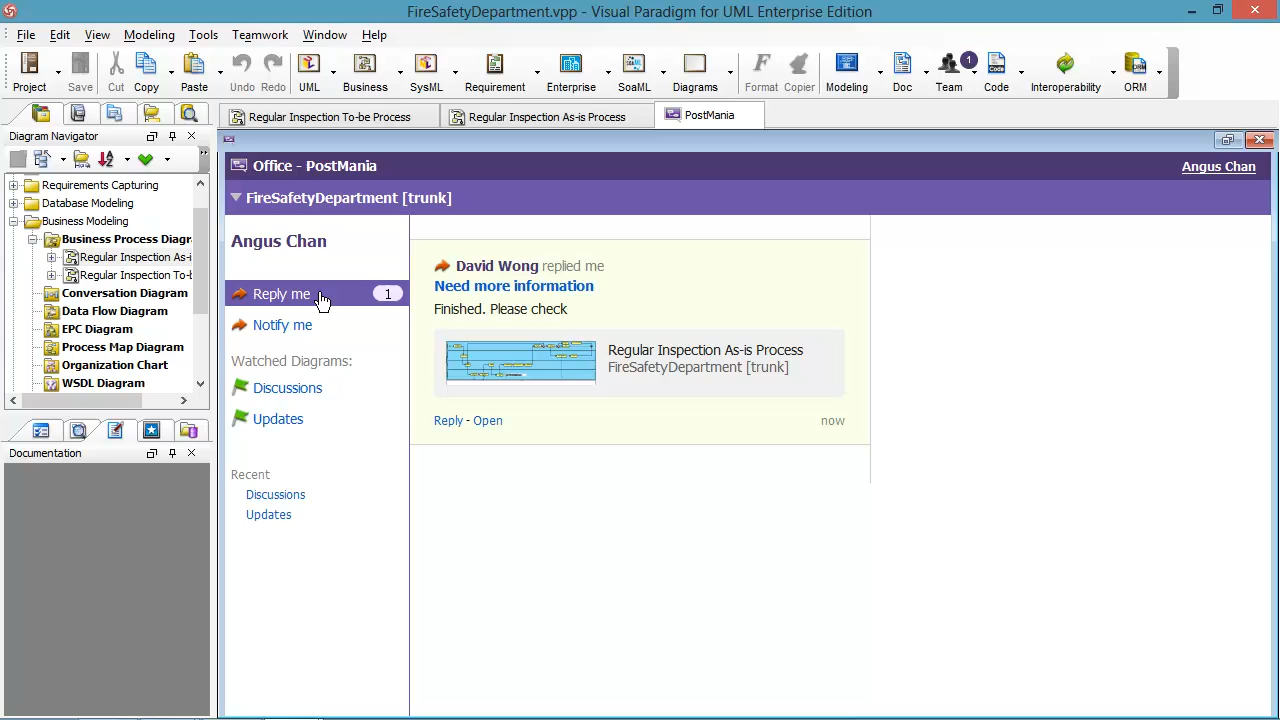 FireSafetyDepartment.vpp - Visual Paradigm for UML Enterprise Edition
File Edit View Modeling Tools Teamwork Window Help
1
Project Save Cut Copy Paste Undo Redo UML Business SysML Requirement Enterprise SoaML Diagrams Format Copier Modeling Doc Team Code Interoperability ORM
Regular Inspection To-be Process Regular Inspection As-is Process PostMania
Diagram Navigator
Requirements Capturing
Database Modeling
Business Modeling
Business Process Diagr
Regular Inspection As-i
Regular Inspection To-b
Conversation Diagram
Data Flow Diagram
EPC Diagram
Process Map Diagram
Organization Chart
WSDL Diagram
Documentation
Office - PostMania Angus Chan
FireSafetyDepartment [trunk]
Angus Chan
Reply me 1
Notify me
Watched Diagrams:
Discussions
Updates
Recent
Discussions
Updates
David Wong replied me
Need more information
Finished. Please check
Regular Inspection As-is Process
FireSafetyDepartment [trunk]
Reply - Open now